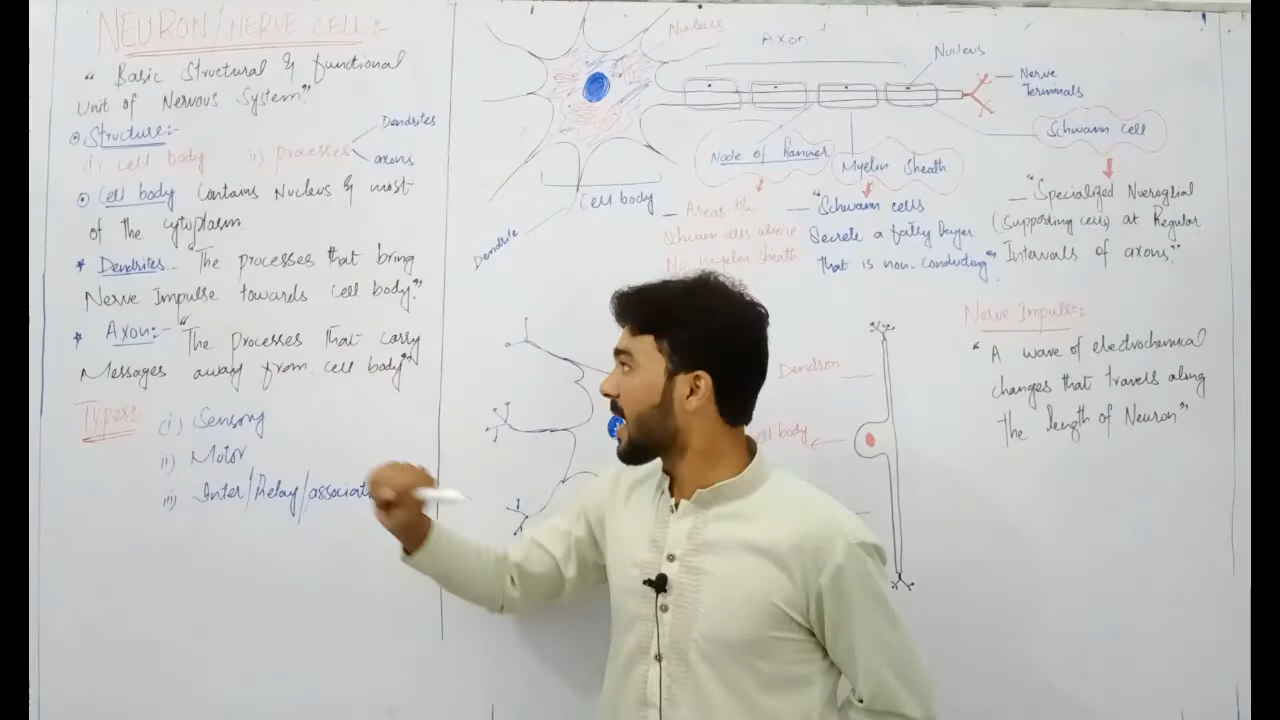 NEURON/NERVE CELL:-
" Basic Structural & functional
Unit of Nervous System."
Structure:-
(i) Cell body ii) processes
Dendrites
axons
Cell body Contains Nucleus & most
of the cytoplasm
* Dendrites- "The processes that bring
Nerve Impulse towards cell body."
* Axon:- "The processes that carry
Messages away from cell body"
Types:-
(i) Sensory
ii) Motor
iii) Inter/Relay/associat
Nucleus
Axon
Nucleus
Nerve
Terminals
Schwann cell
Node of Ranvier
Myelin Sheath
Cell body
Dendrite
Areas b/w
Schwann cells where
No myelin sheath
"Schwann cells
Secrete a fatty layer
that is non-conducting"
"Specialized Nueroglial
(Supporting cells) at Regular
Intervals of axons."
Dendron
cell body
Nerve Impulse:-
" A wave of electrochemical
changes that travels along
the length of Neuron"